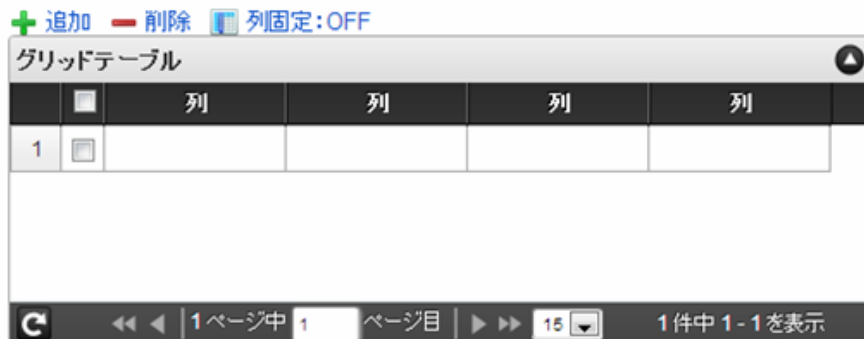 追加 削除 列固定:OFF
グリッドテーブル
列 列 列 列
1
1 ページ中 1 ページ目 15 1 件中 1 - 1 を表示